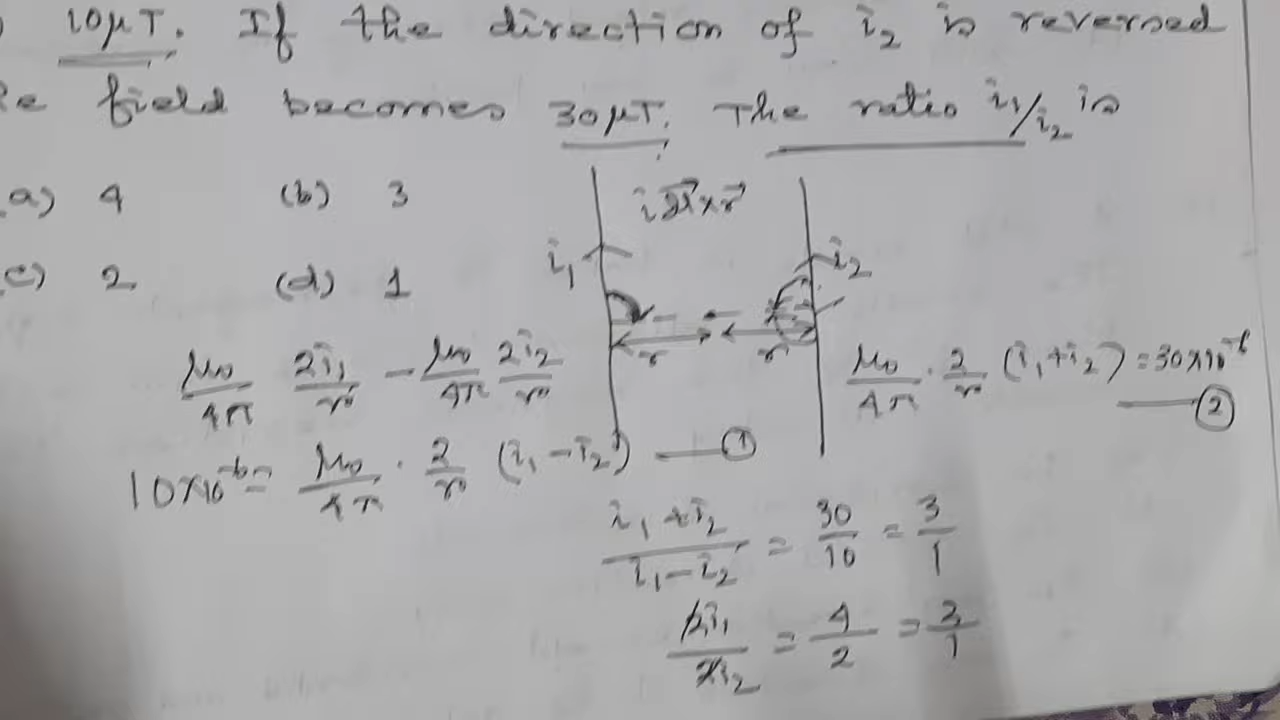 10μT. If the direction of i₂ is reversed
field becomes 30μT. The ratio i₁/i₂ is
a) 4 (b) 3
c) 2 (d) 1
i₁ i₂
r r
μ₀/4π 2i₁/r - μ₀/4π 2i₂/r
μ₀/4π · 2/r (i₁+i₂) = 30×10⁻⁶ — ②
10×10⁻⁶ = μ₀/4π · 2/r (i₁-i₂) — ①
i₁+i₂/i₁-i₂ = 30/10 = 3/1
2i₁/2i₂ = 4/2 = 2/1